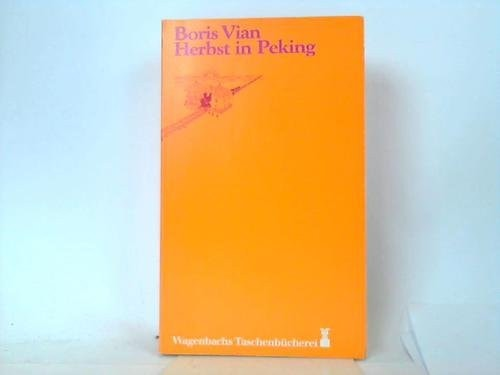 Boris Vian
Herbst in Peking
Wagenbachs Taschenbücherei